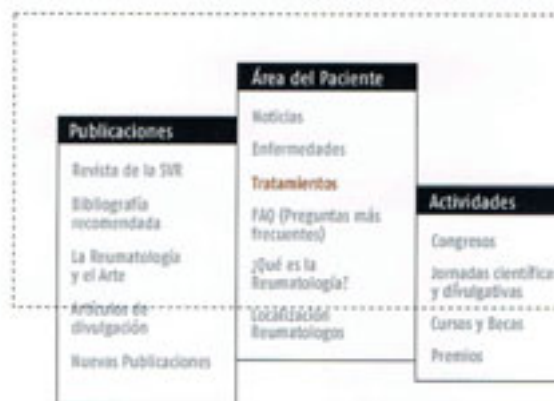 Publicaciones
Revista de la SVR
Bibliografía
recomendada
La Reumatología
y el Arte
Artículos de
divulgación
Nuevas Publicaciones
Área del Paciente
Noticias
Enfermedades
Tratamientos
FAQ (Preguntas más
frecuentes)
¿Qué es la
Reumatología?
Localización
Reumatologos
Actividades
Congresos
Jornadas científicas
y divulgativas
Cursos y Becas
Premios